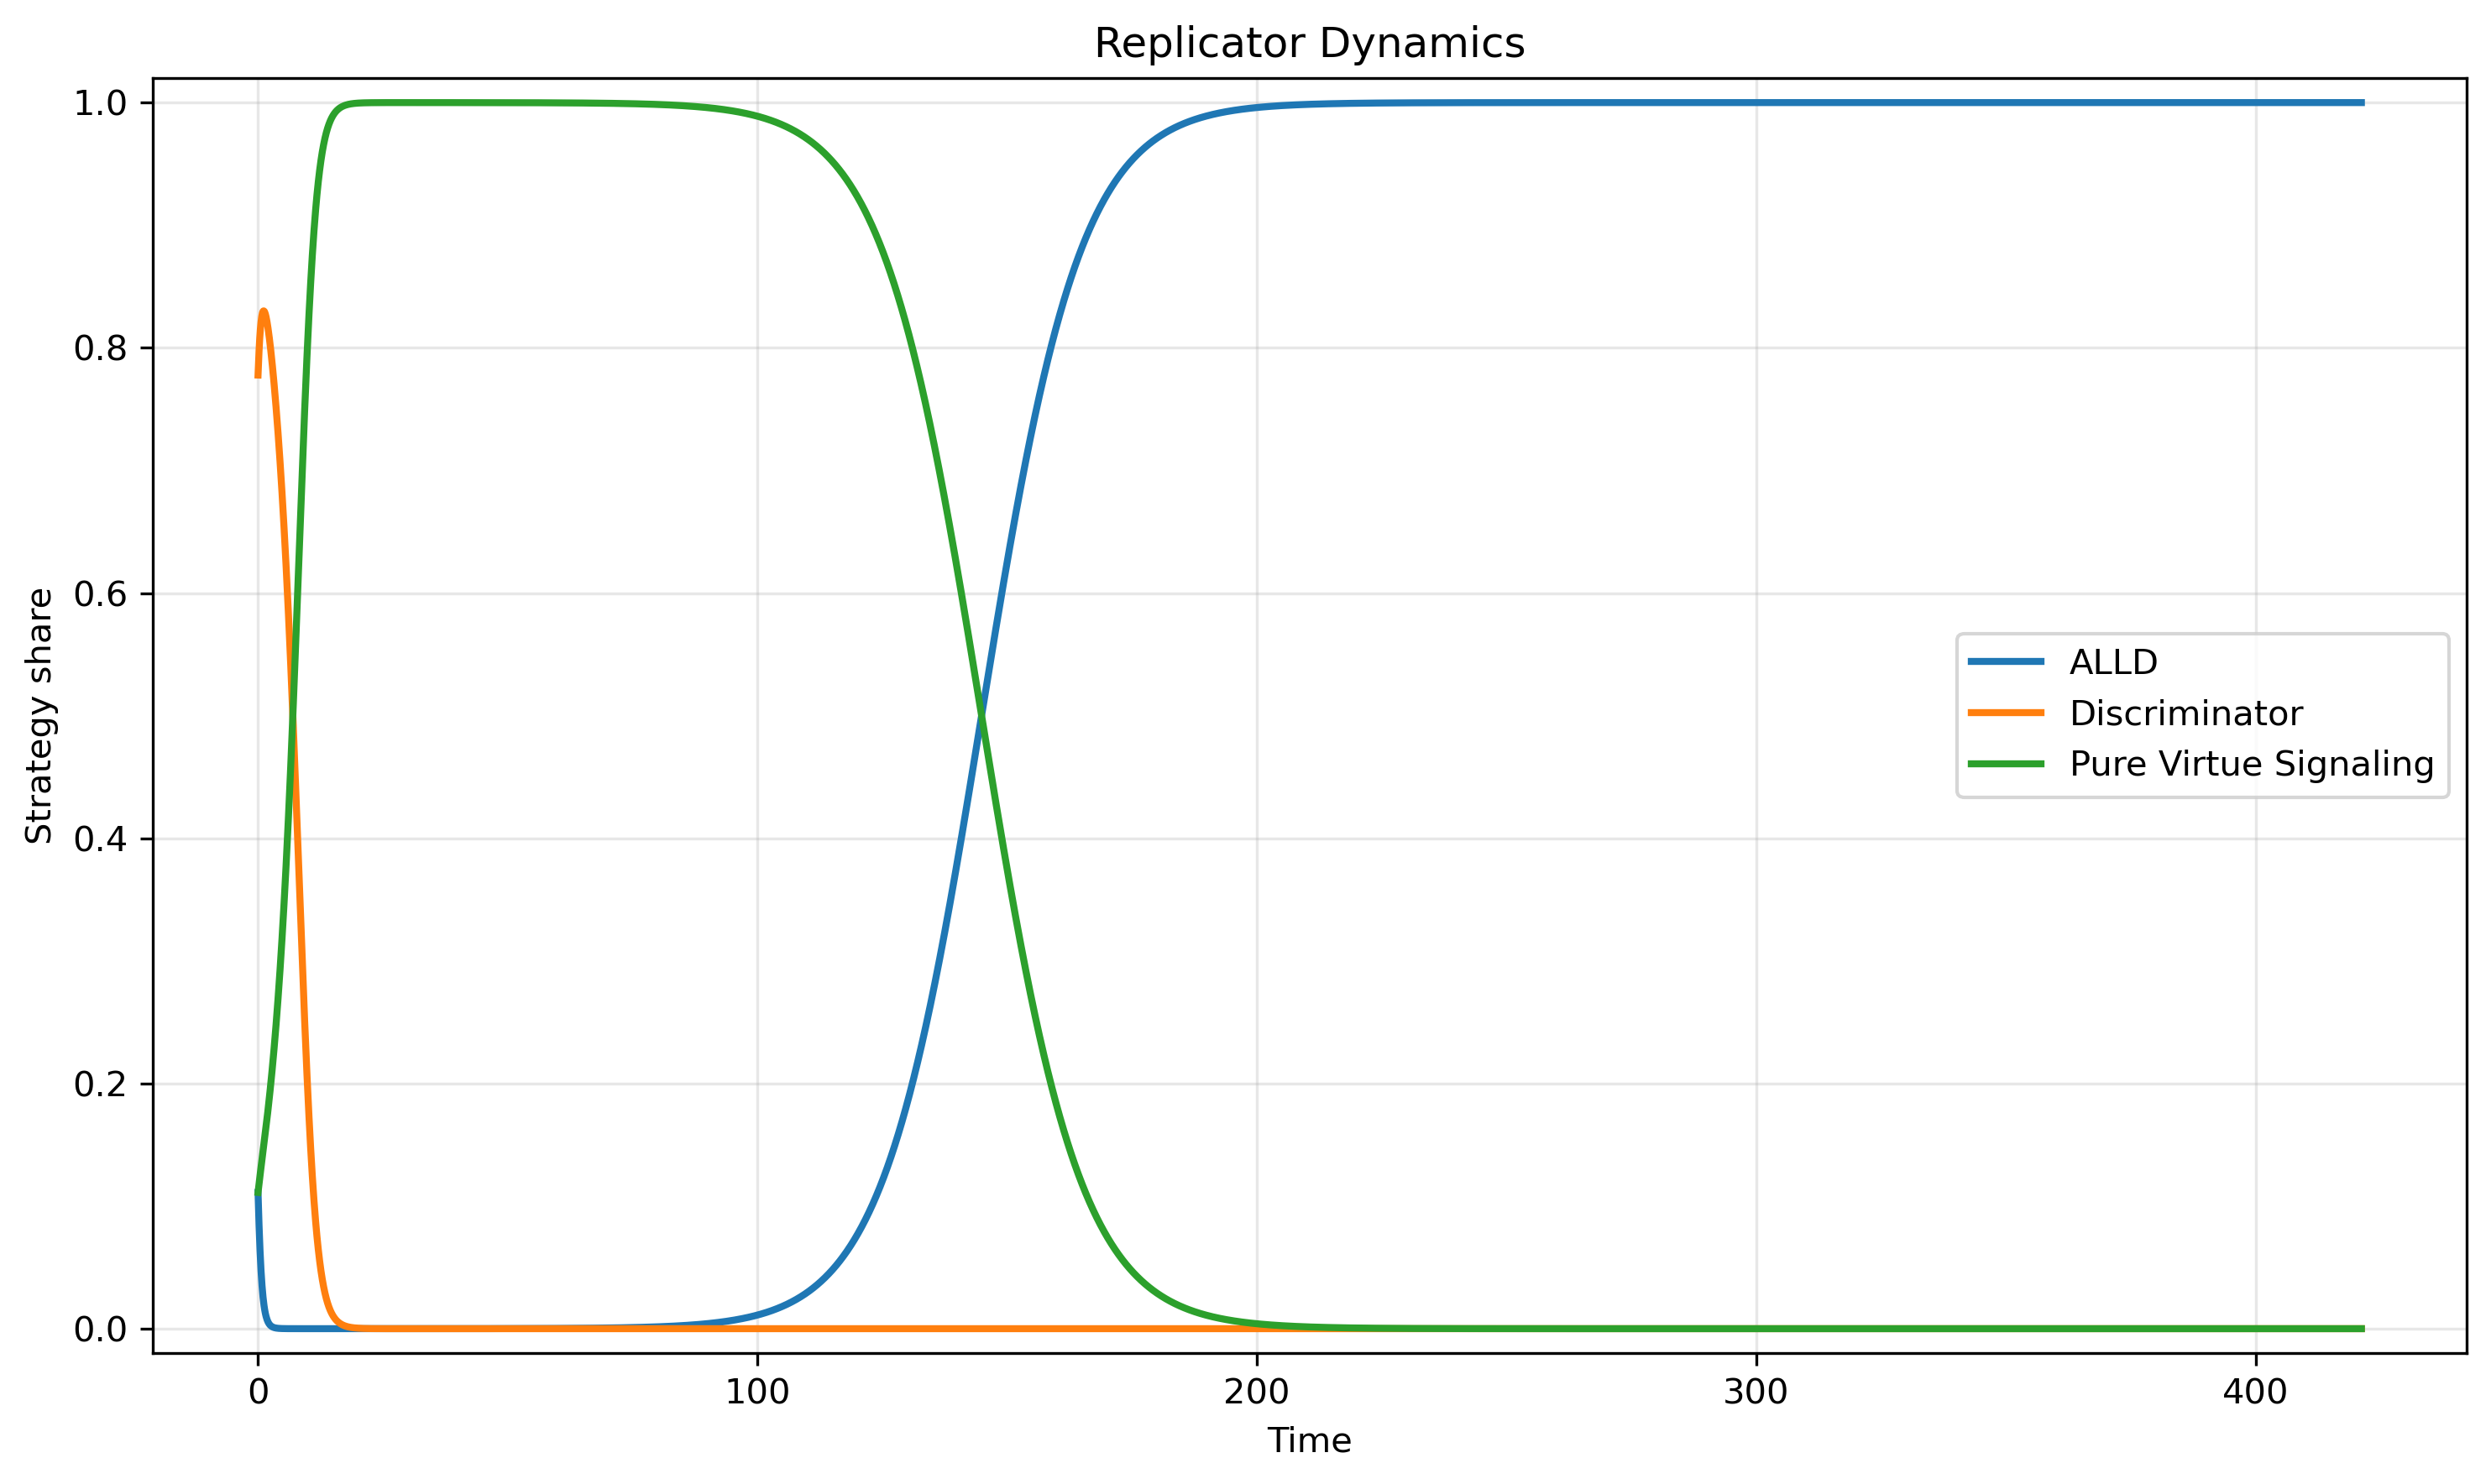 Replicator Dynamics
Strategy share
1.0
0.8
0.6
0.4
0.2
0.0
ALLD
Discriminator
Pure Virtue Signaling
0
100
200
300
400
Time